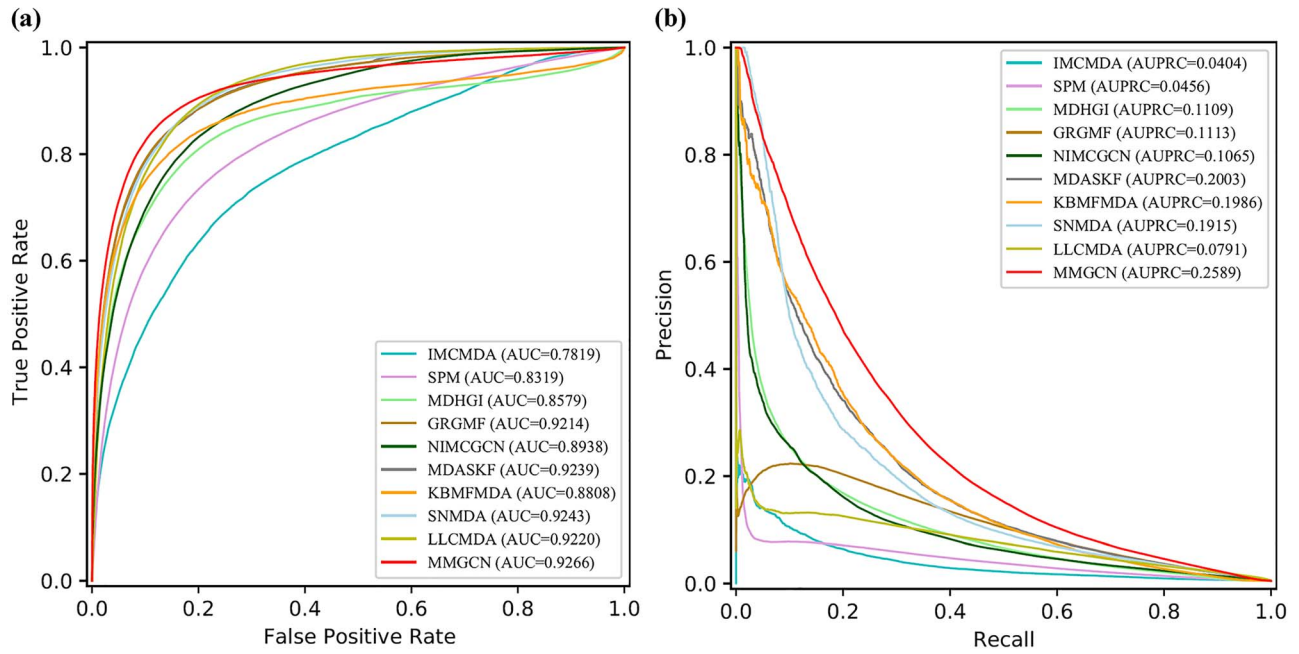 (a)
1.0
0.8
0.6
0.4
0.2
0.0
True Positive Rate
IMCMDA (AUC=0.7819)
SPM (AUC=0.8319)
MDHGI (AUC=0.8579)
GRGMF (AUC=0.9214)
NIMCGCN (AUC=0.8938)
MDASKF (AUC=0.9239)
KBMFMDA (AUC=0.8808)
SNMDA (AUC=0.9243)
LLCMDA (AUC=0.9220)
MMGCN (AUC=0.9266)
0.0 0.2 0.4 0.6 0.8 1.0
False Positive Rate
(b)
1.0
0.8
0.6
0.4
0.2
0.0
Precision
IMCMDA (AUPRC=0.0404)
SPM (AUPRC=0.0456)
MDHGI (AUPRC=0.1109)
GRGMF (AUPRC=0.1113)
NIMCGCN (AUPRC=0.1065)
MDASKF (AUPRC=0.2003)
KBMFMDA (AUPRC=0.1986)
SNMDA (AUPRC=0.1915)
LLCMDA (AUPRC=0.0791)
MMGCN (AUPRC=0.2589)
0.0 0.2 0.4 0.6 0.8 1.0
Recall